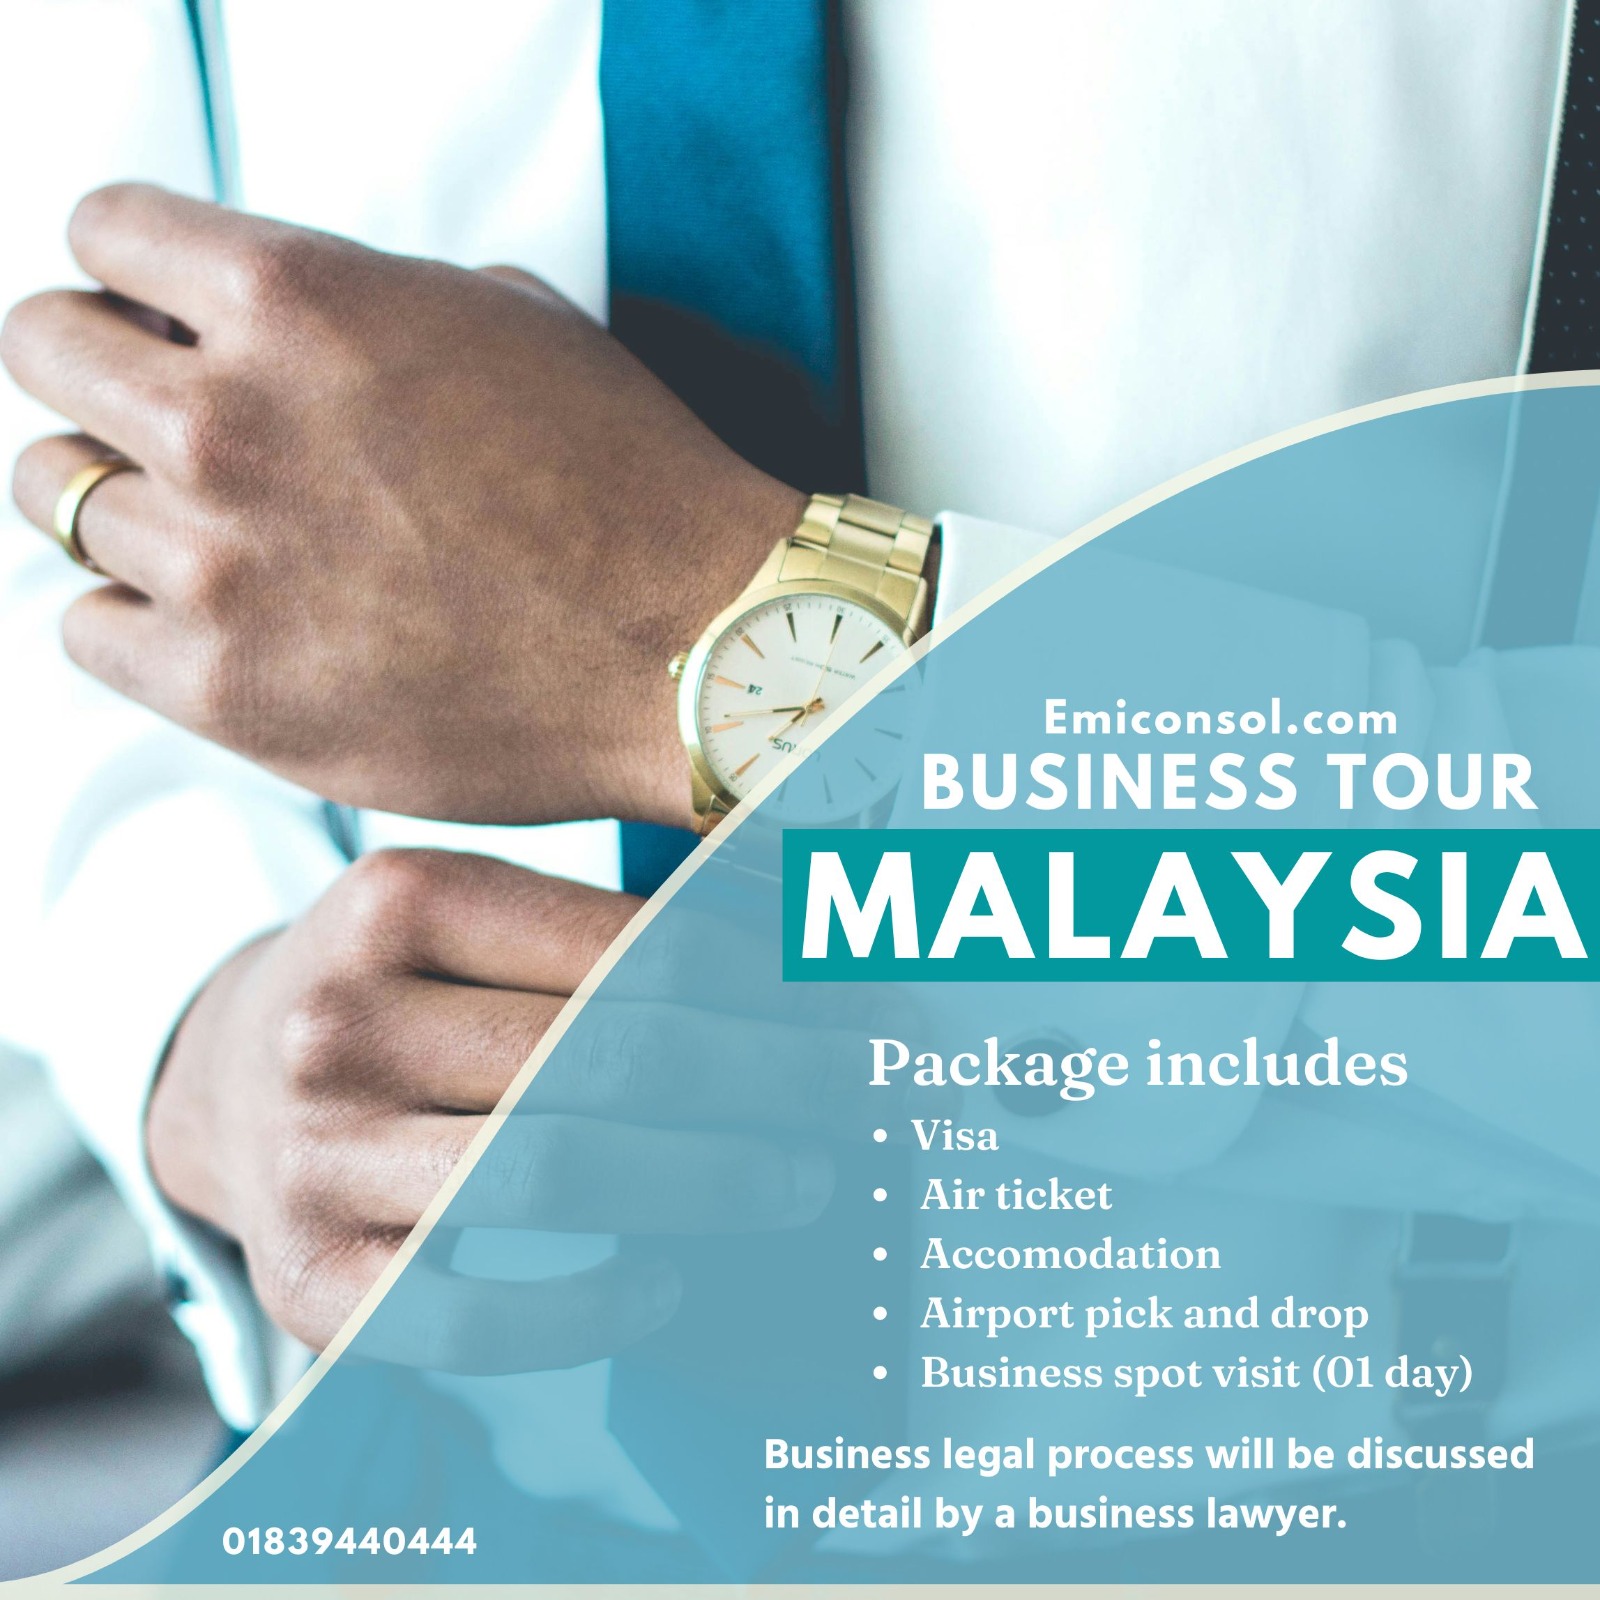 Emiconsol.com
BUSINESS TOUR
MALAYSIA
Package includes
• Visa
• Air ticket
• Accomodation
• Airport pick and drop
• Business spot visit (01 day)
Business legal process will be discussed
in detail by a business lawyer.
01839440444